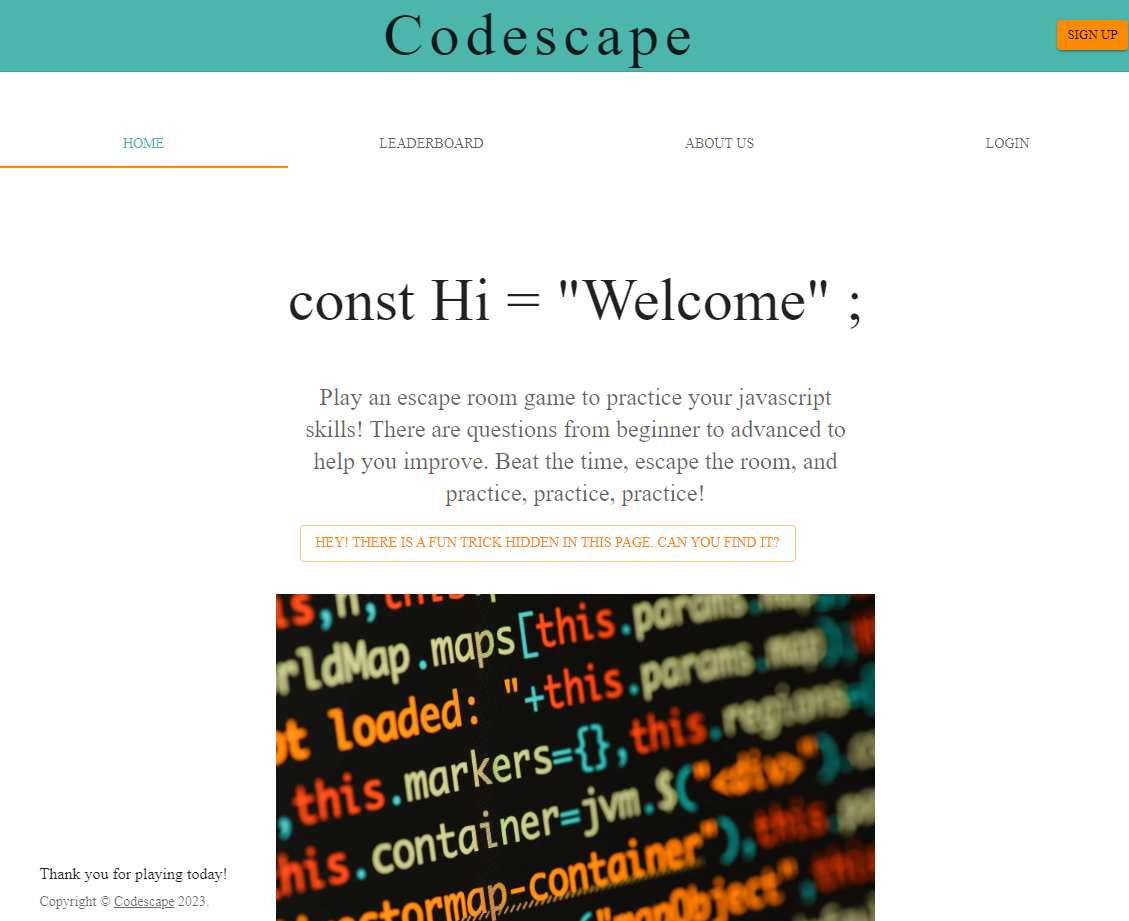 Codescape
SIGN UP
HOME LEADERBOARD ABOUT US LOGIN
const Hi = "Welcome" ;
Play an escape room game to practice your javascript
skills! There are questions from beginner to advanced to
help you improve. Beat the time, escape the room, and
practice, practice, practice!
HEY! THERE IS A FUN TRICK HIDDEN IN THIS PAGE. CAN YOU FIND IT?
rldMap.maps[this.params.map]
t loaded: "+this.params.map)
,this.markers={},this.regions=
this.container=jvm.$("<div>")
container"),this
"mapObject"
Thank you for playing today!
Copyright © Codescape 2023.